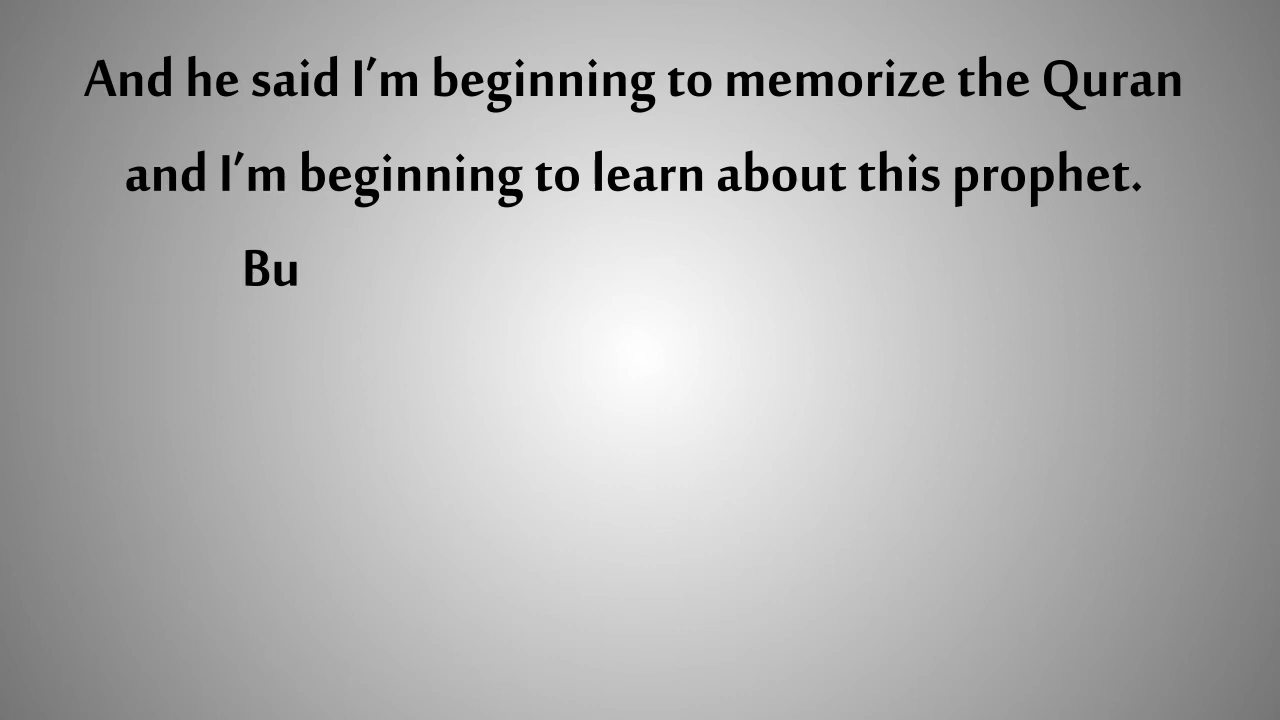 And he said I’m beginning to memorize the Quran
and I’m beginning to learn about this prophet.
Bu